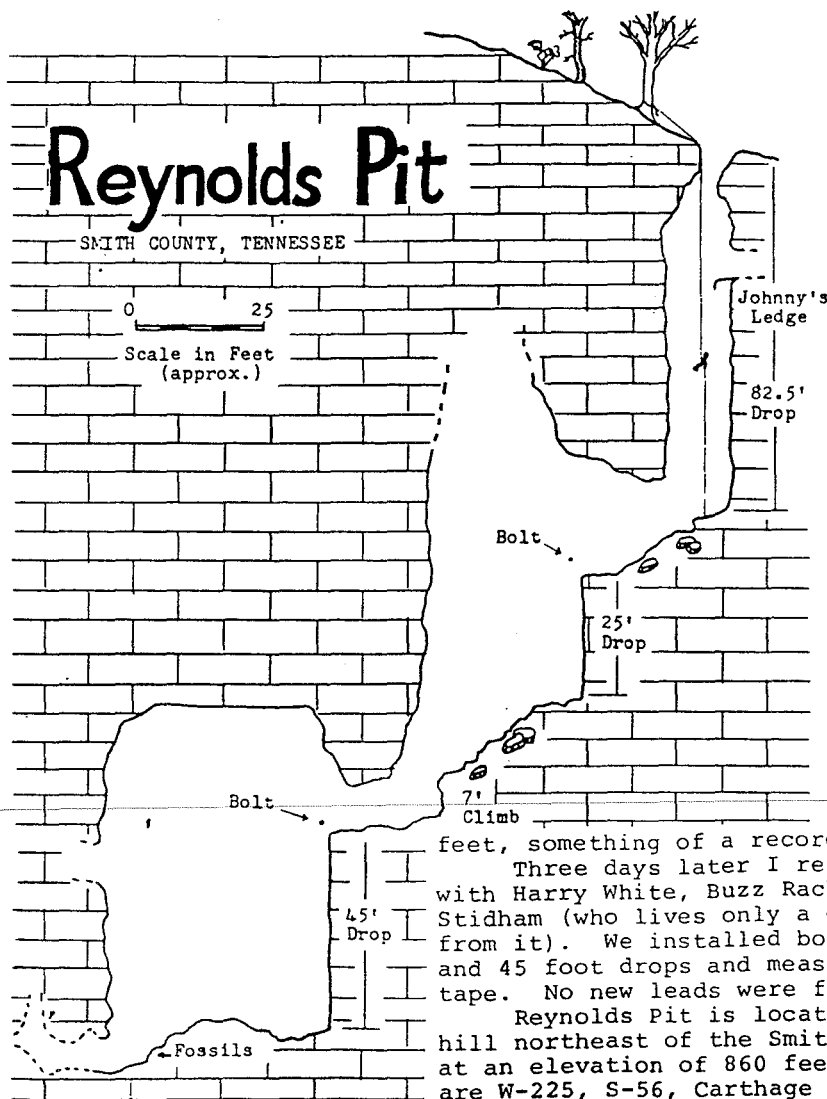 Reynolds Pit
SMITH COUNTY, TENNESSEE
0 25
Scale in Feet
(approx.)
Johnny's
Ledge
82.5'
Drop
Bolt
25'
Drop
7'
Climb
Bolt
45'
Drop
Fossils
feet, something of a recor
Three days later I re
with Harry White, Buzz Rac
Stidham (who lives only a
from it). We installed bo
and 45 foot drops and meas
tape. No new leads were f
Reynolds Pit is locat
hill northeast of the Smit
at an elevation of 860 fee
are W-225, S-56, Carthage